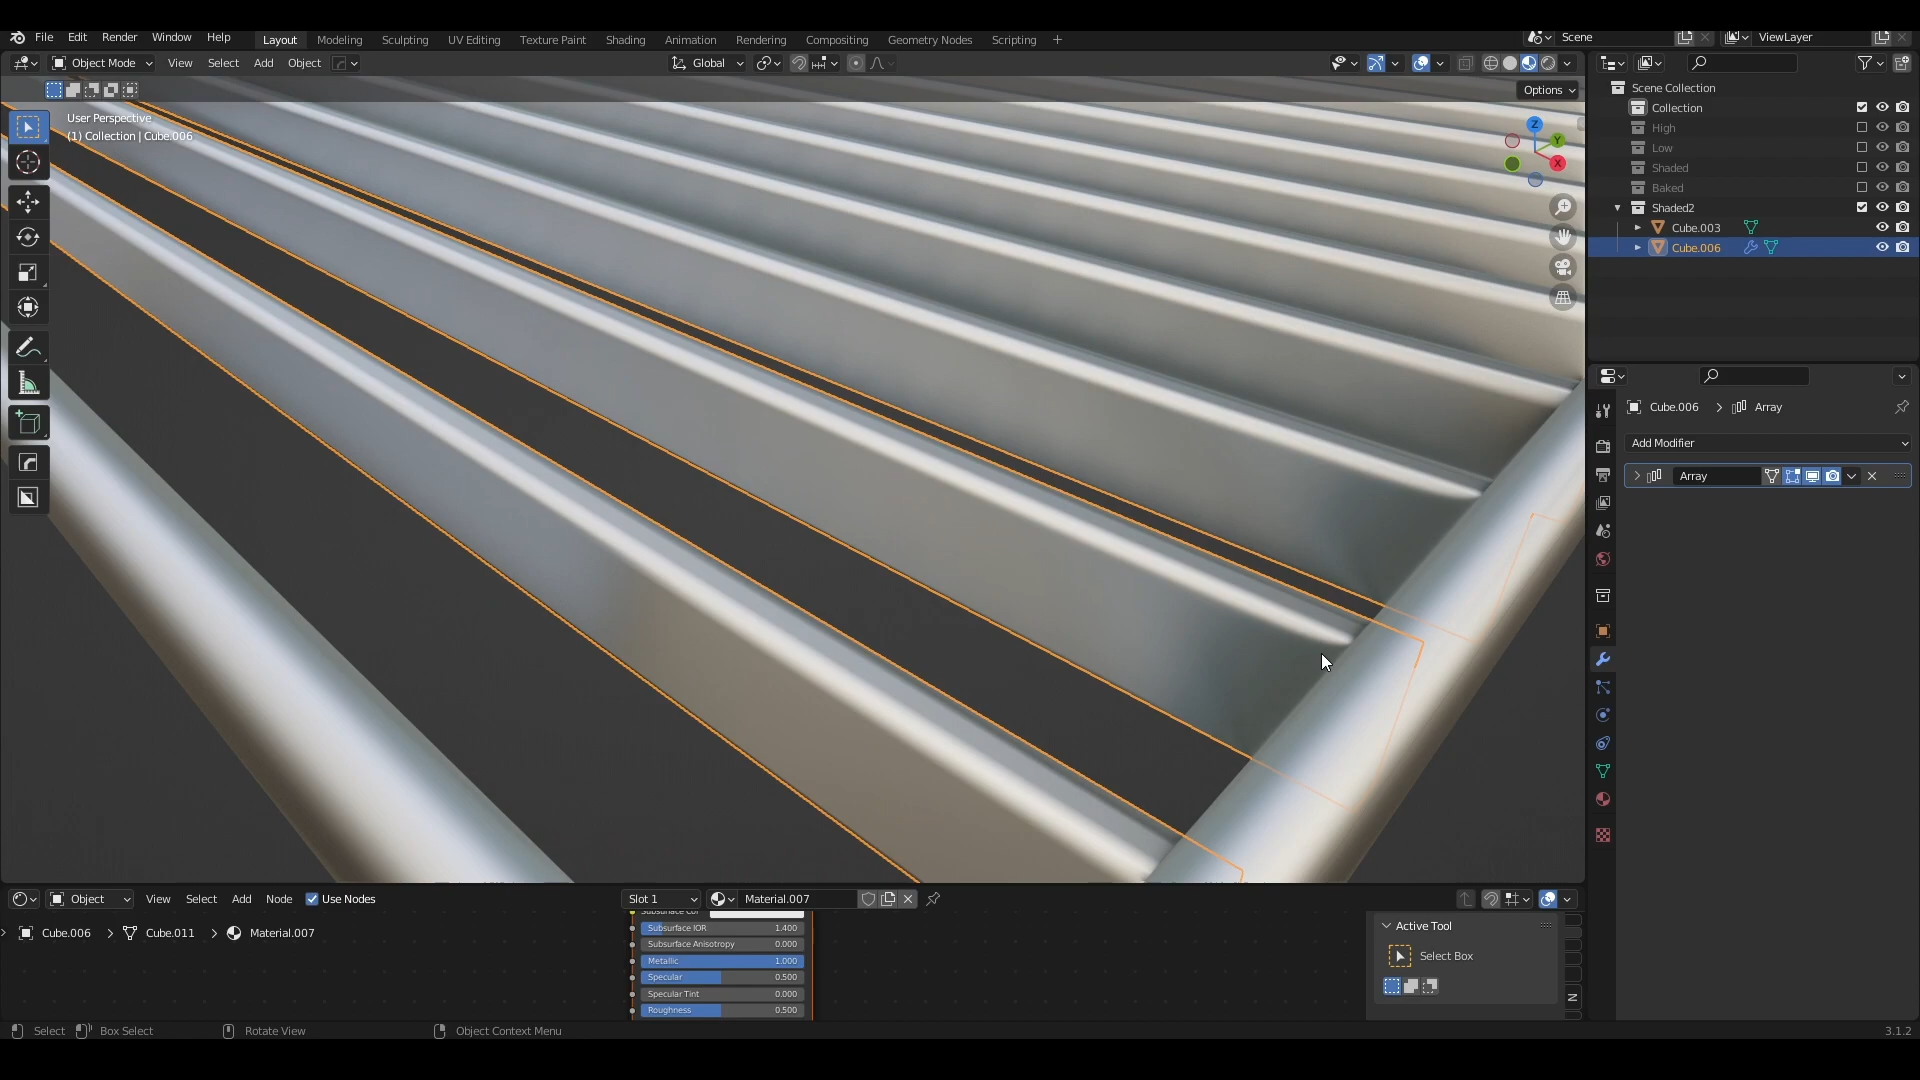 File Edit Render Window Help Layout Modeling Sculpting UV Editing Texture Paint Shading Animation Rendering Compositing Geometry Nodes Scripting + Scene ViewLayer
Object Mode View Select Add Object Global
Options
User Perspective
(1) Collection | Cube.006
Z
Y
X
Scene Collection
Collection
High
Low
Shaded
Baked
Shaded2
Cube.003
Cube.006
Cube.006 > Array
Add Modifier
Array
Object View Select Add Node Use Nodes Slot 1 Material.007
Cube.006 > Cube.011 > Material.007
Subsurface Col
Subsurface IOR 1.400
Subsurface Anisotropy 0.000
Metallic 1.000
Specular 0.500
Specular Tint 0.000
Roughness 0.500
Active Tool
Select Box
N
Select Box Select Rotate View Object Context Menu 3.1.2